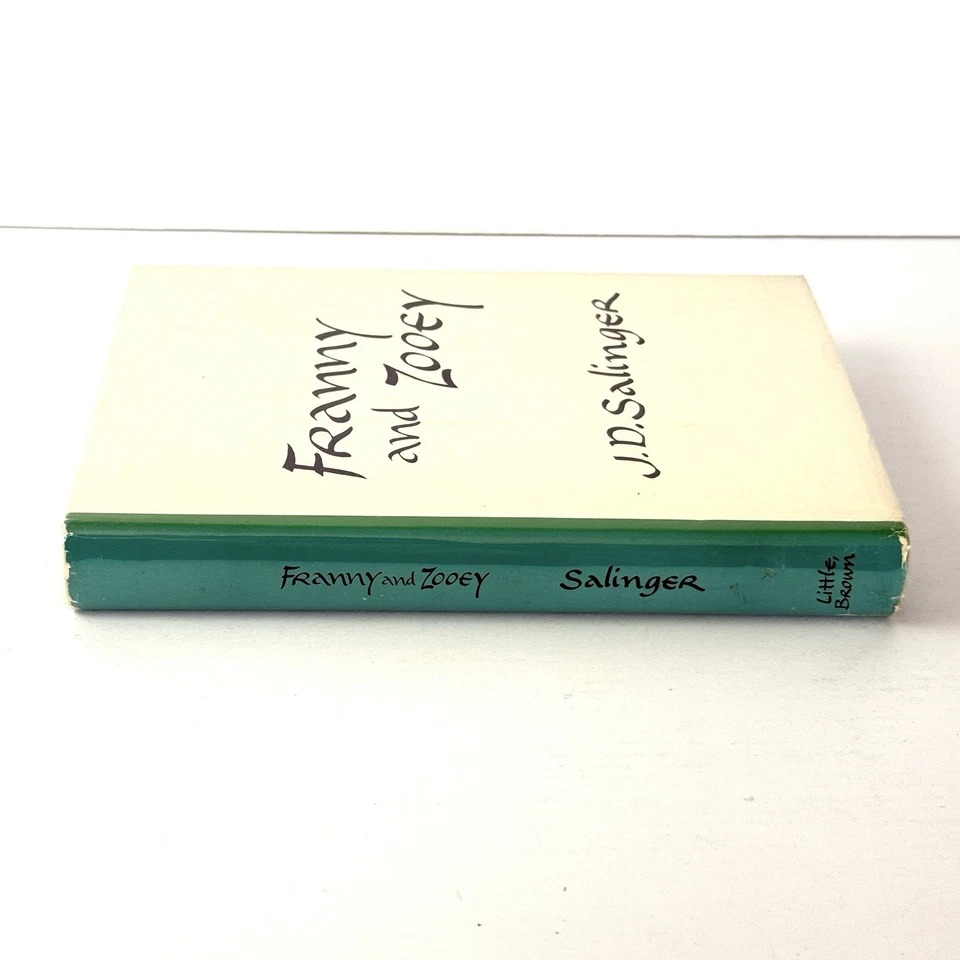 Franny
and Zooey
J.D. Salinger
Franny and Zooey
Salinger
Little,
Brown